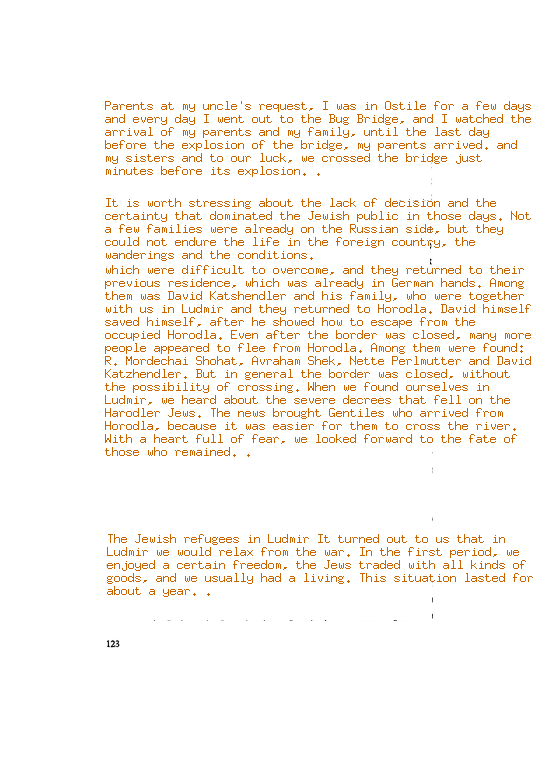 Parents at my uncle's request, I was in Ostile for a few days
and every day I went out to the Bug Bridge, and I watched the
arrival of my parents and my family, until the last day
before the explosion of the bridge, my parents arrived. and
my sisters and to our luck, we crossed the bridge just
minutes before its explosion. .
It is worth stressing about the lack of decision and the
certainty that dominated the Jewish public in those days. Not
a few families were already on the Russian side, but they
could not endure the life in the foreign country, the
wanderings and the conditions.
which were difficult to overcome, and they returned to their
previous residence, which was already in German hands. Among
them was David Katshendler and his family, who were together
with us in Ludmir and they returned to Horodla. David himself
saved himself, after he showed how to escape from the
occupied Horodla. Even after the border was closed, many more
people appeared to flee from Horodla. Among them were found:
R. Mordechai Shohat, Avraham Shek, Nette Perlmutter and David
Katzhendler. But in general the border was closed, without
the possibility of crossing. When we found ourselves in
Ludmir, we heard about the severe decrees that fell on the
Harodler Jews. The news brought Gentiles who arrived from
Horodla, because it was easier for them to cross the river.
With a heart full of fear, we looked forward to the fate of
those who remained. .
The Jewish refugees in Ludmir It turned out to us that in
Ludmir we would relax from the war. In the first period, we
enjoyed a certain freedom, the Jews traded with all kinds of
goods, and we usually had a living. This situation lasted for
about a year. .
123